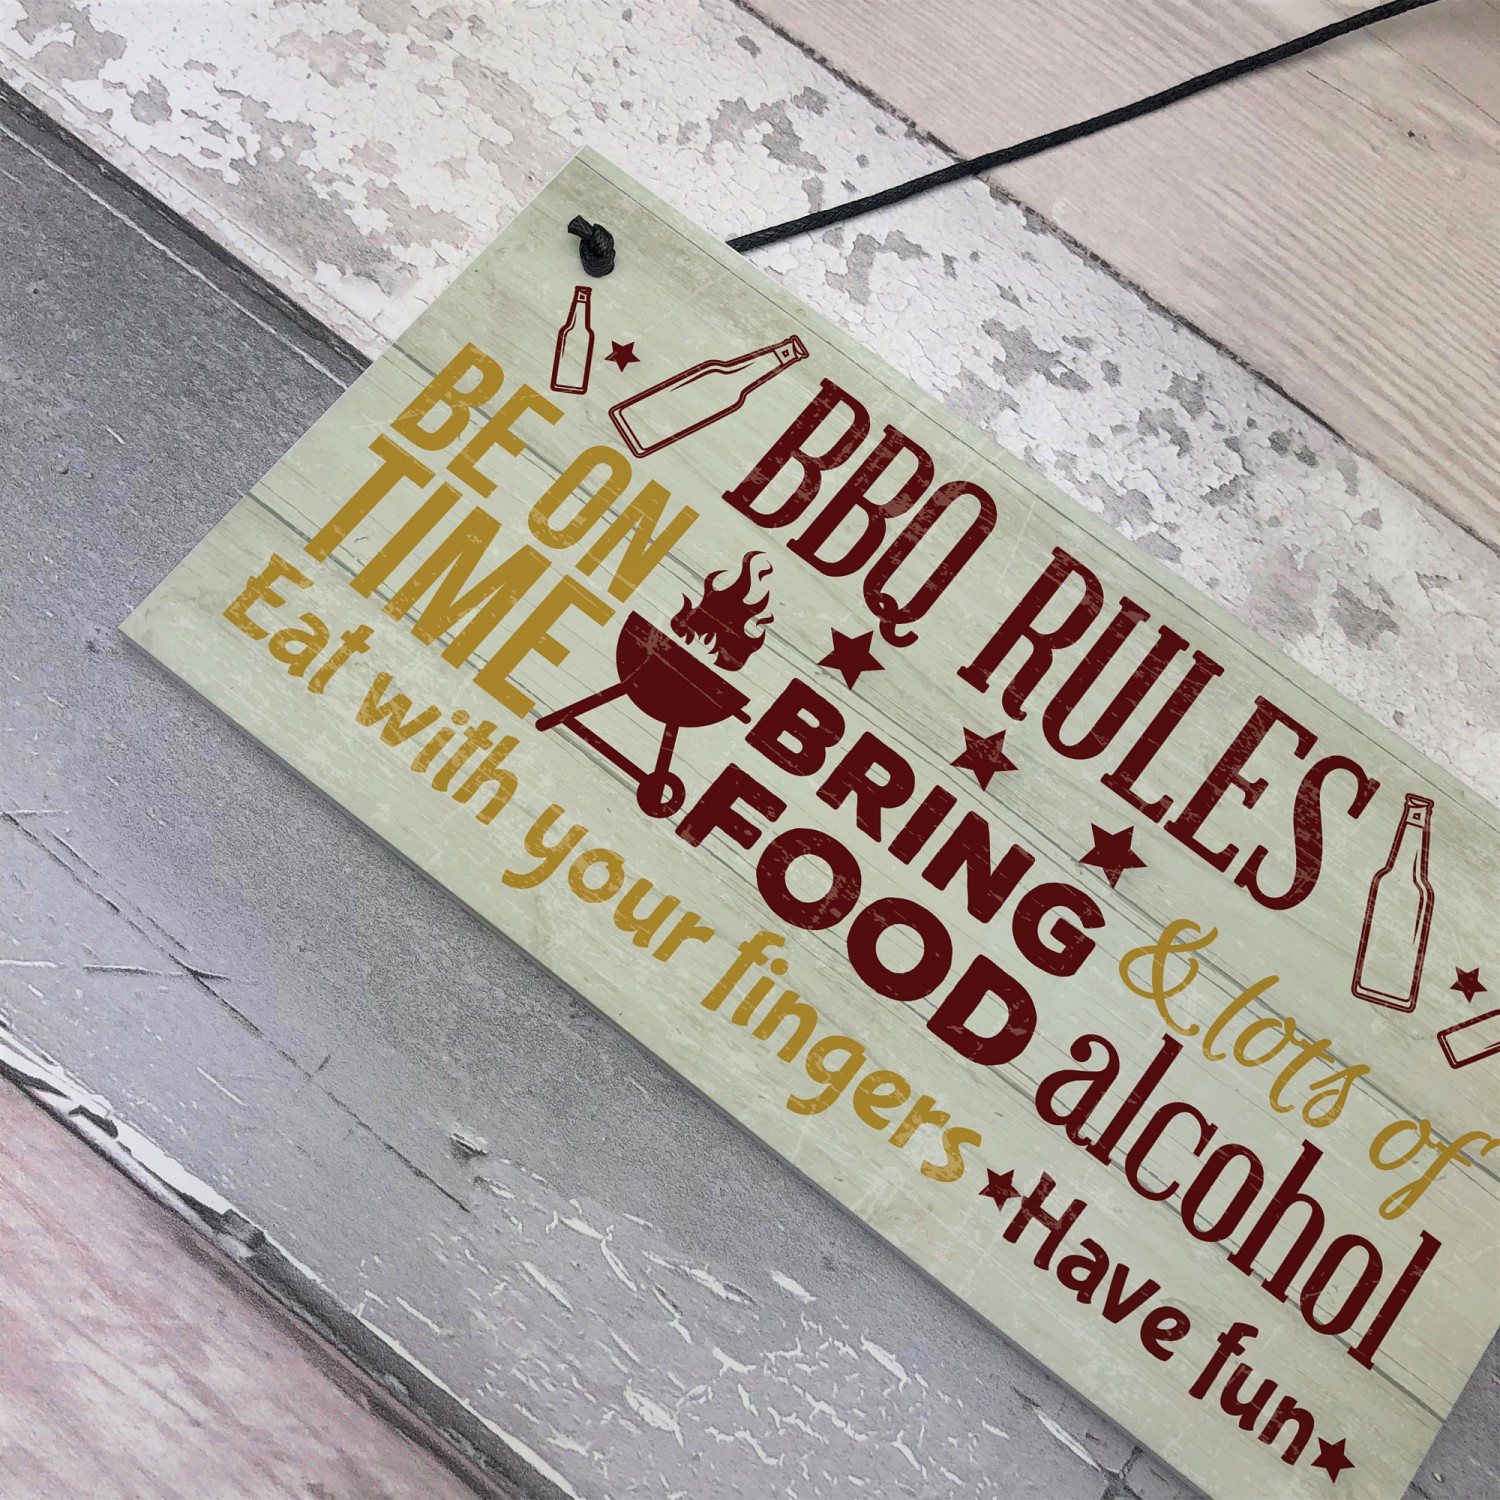 BBQ RULES
BE ON
TIME
BRING
FOOD
& lots of
alcohol
Eat with your fingers
Have fun